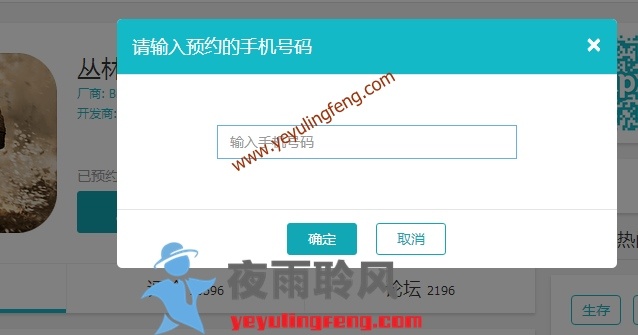 请输入预约的手机号码
×
丛林
厂商: 8
开发商:
输入手机号码
www.yeyulingfeng.com
已预约
确定
取消
夜雨聆风
yeyulingfeng.com
论坛 2196
热
生存